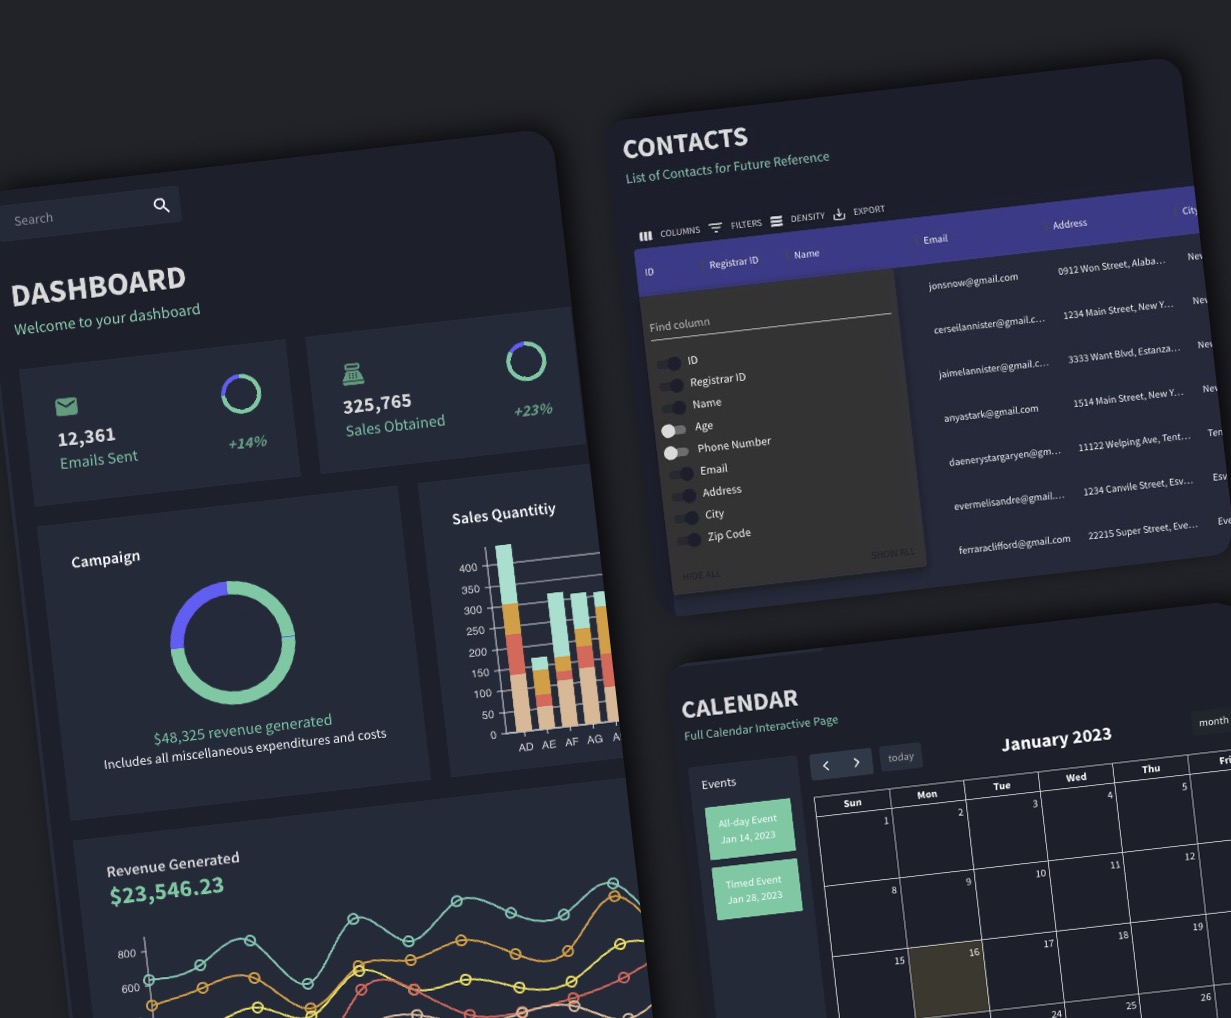 Search
DASHBOARD
Welcome to your dashboard
12,361
Emails Sent
+14%
325,765
Sales Obtained
+23%
Campaign
$48,325 revenue generated
Includes all miscellaneous expenditures and costs
Sales Quantitiy
400
350
300
250
200
150
100
50
0
AD AE AF AG
Revenue Generated
$23,546.23
800
600
CONTACTS
List of Contacts for Future Reference
COLUMNS FILTERS DENSITY EXPORT
ID Registrar ID Name Email Address City
Find column
ID
Registrar ID
Name
Age
Phone Number
Email
Address
City
Zip Code
HIDE ALL SHOW ALL
jonsnow@gmail.com 0912 Won Street, Alaba… New
cerseilannister@gmail.c… 1234 Main Street, New Y… New
jaimelannister@gmail.c… 3333 Want Blvd, Estanza… New
anyastark@gmail.com 1514 Main Street, New Y… New
daenerystargaryen@gm… 11122 Welping Ave, Tent… Ten
evermelisandre@gmail.… 1234 Canvile Street, Esv… Esv
ferraraclifford@gmail.com 22215 Super Street, Eve… Eve
CALENDAR
Full Calendar Interactive Page
Events
All-day Event
Jan 14, 2023
Timed Event
Jan 28, 2023
today
January 2023
month
Sun Mon Tue Wed Thu Fri
1 2 3 4 5
8 9 10 11 12
15 16 17 18 19
24 25 26